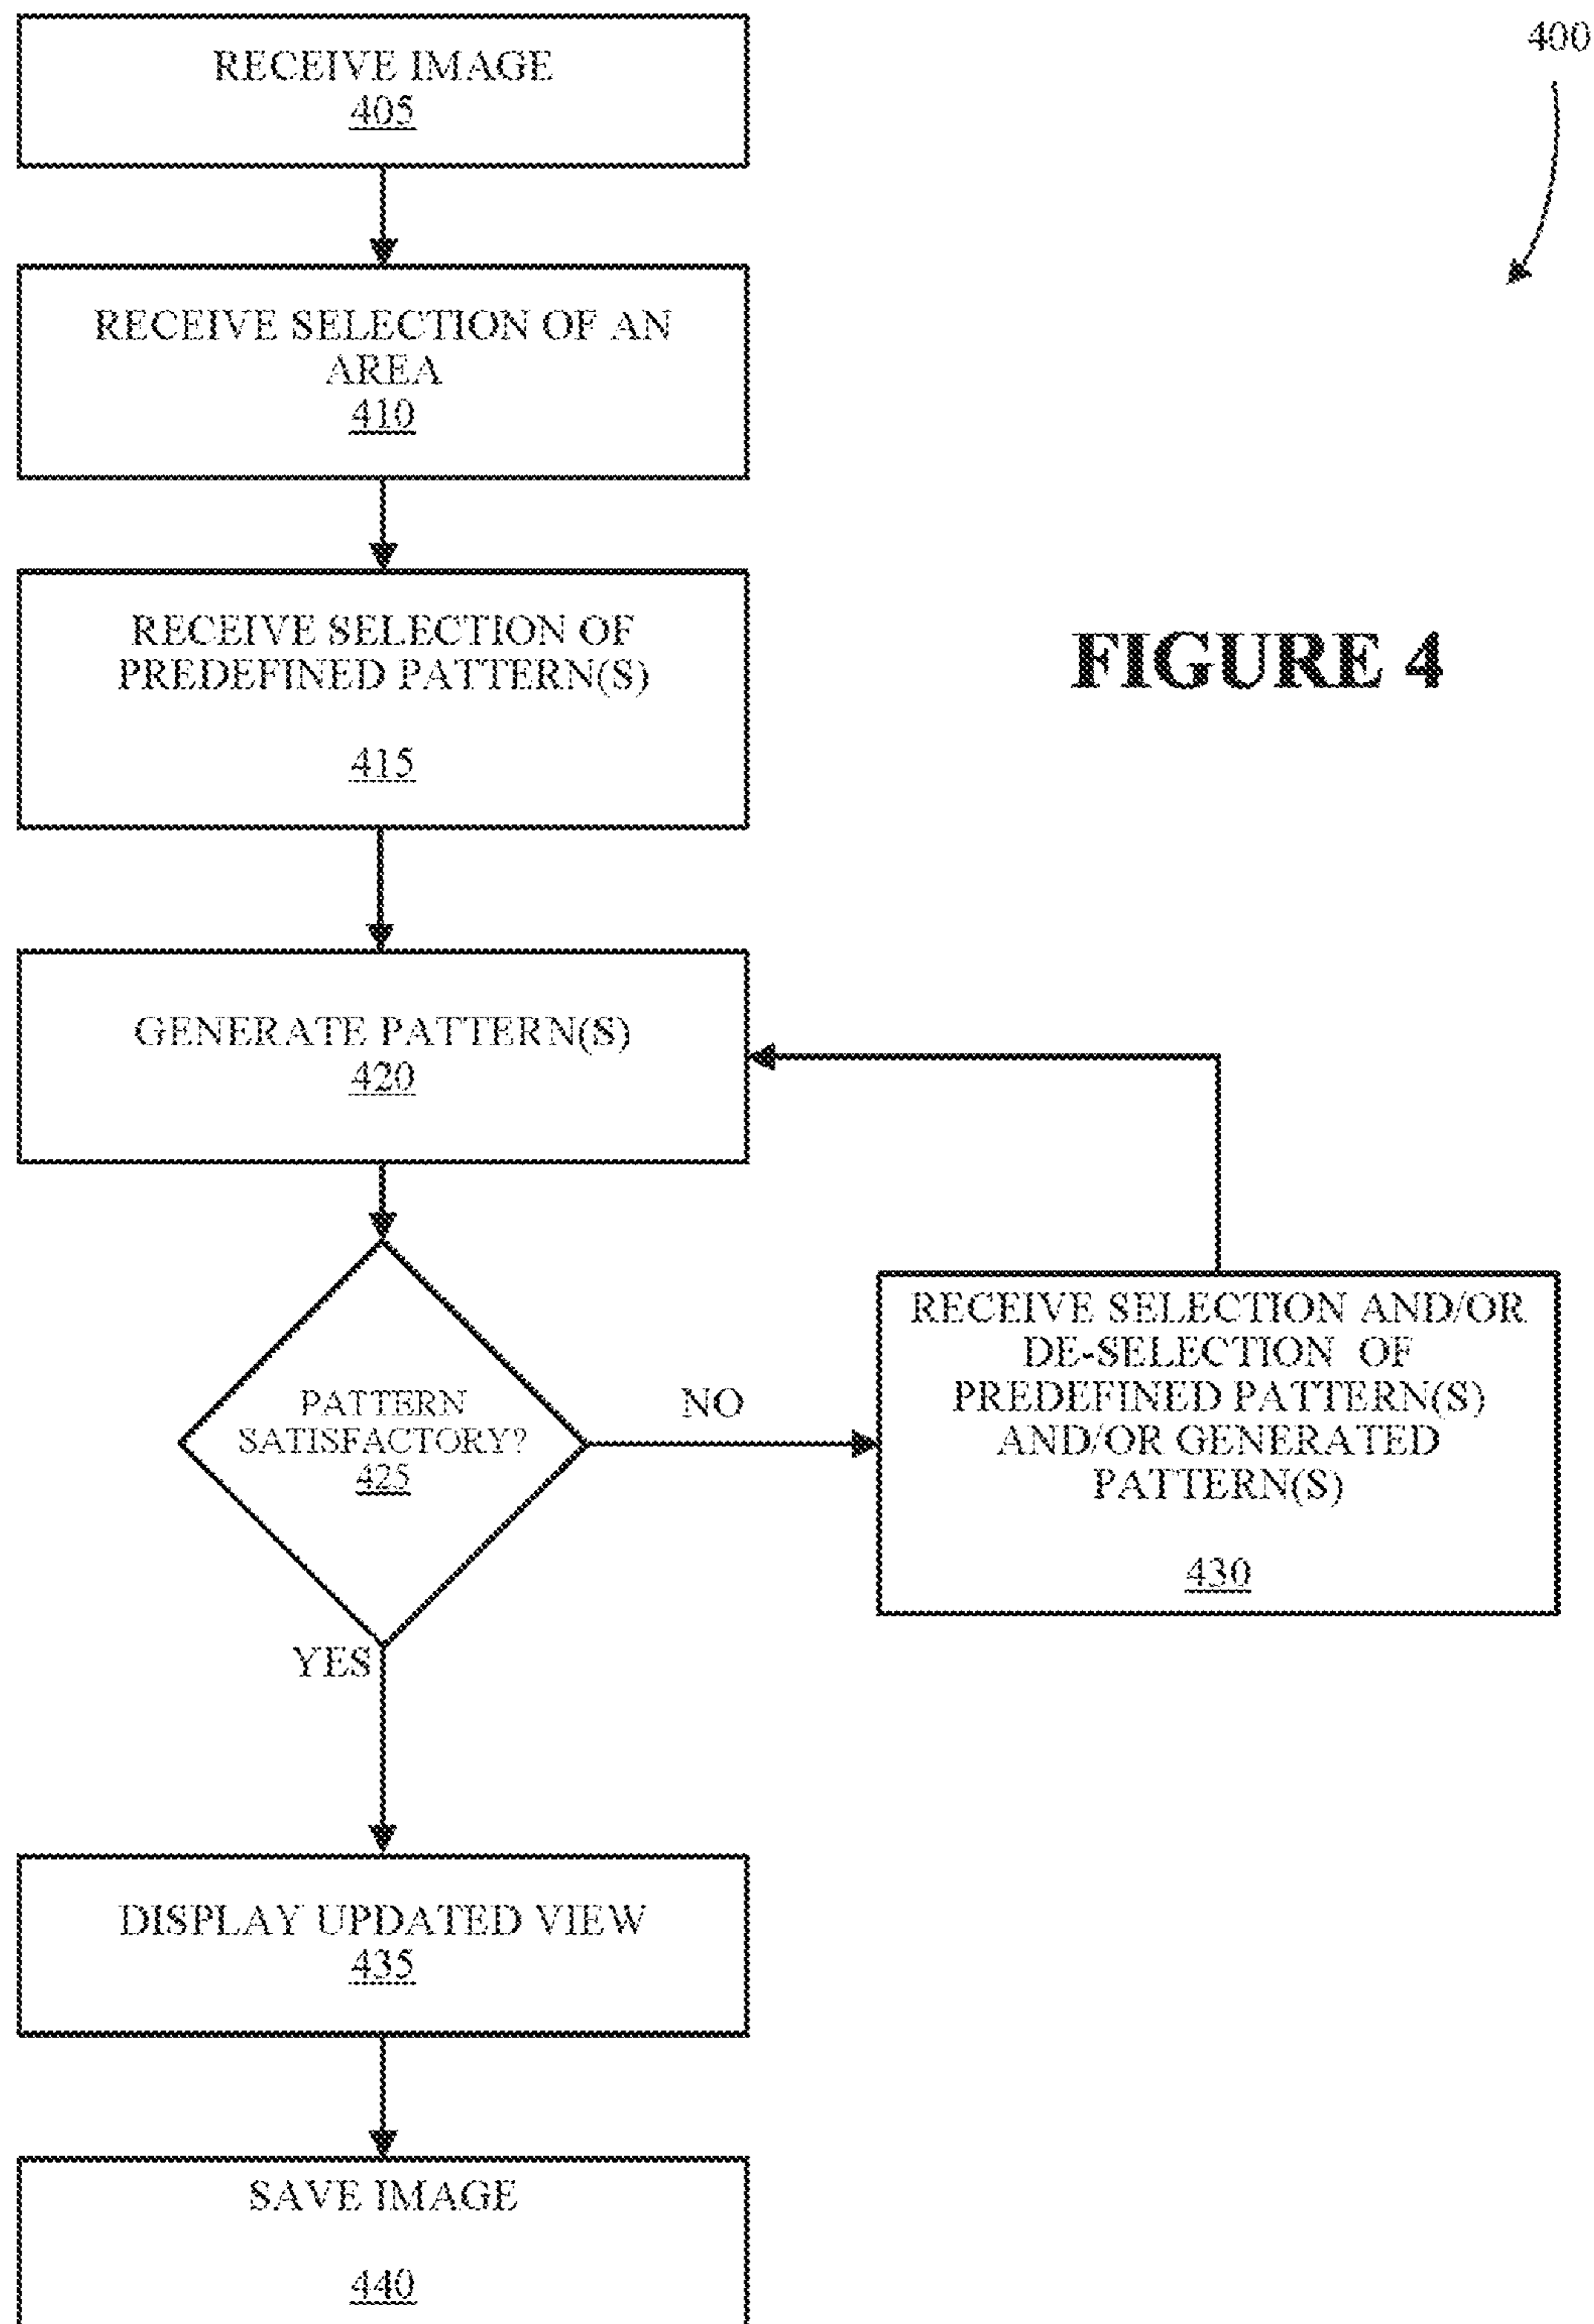 RECEIVE IMAGE
405
400
RECEIVE SELECTION OF AN
AREA
410
RECEIVE SELECTION OF
PREDEFINED PATTERN(S)
415
FIGURE 4
GENERATE PATTERN(S)
420
PATTERN
SATISFACTORY?
425
NO
RECEIVE SELECTION AND/OR
DE-SELECTION OF
PREDEFINED PATTERN(S)
AND/OR GENERATED
PATTERN(S)
430
YES
DISPLAY UPDATED VIEW
435
SAVE IMAGE
440